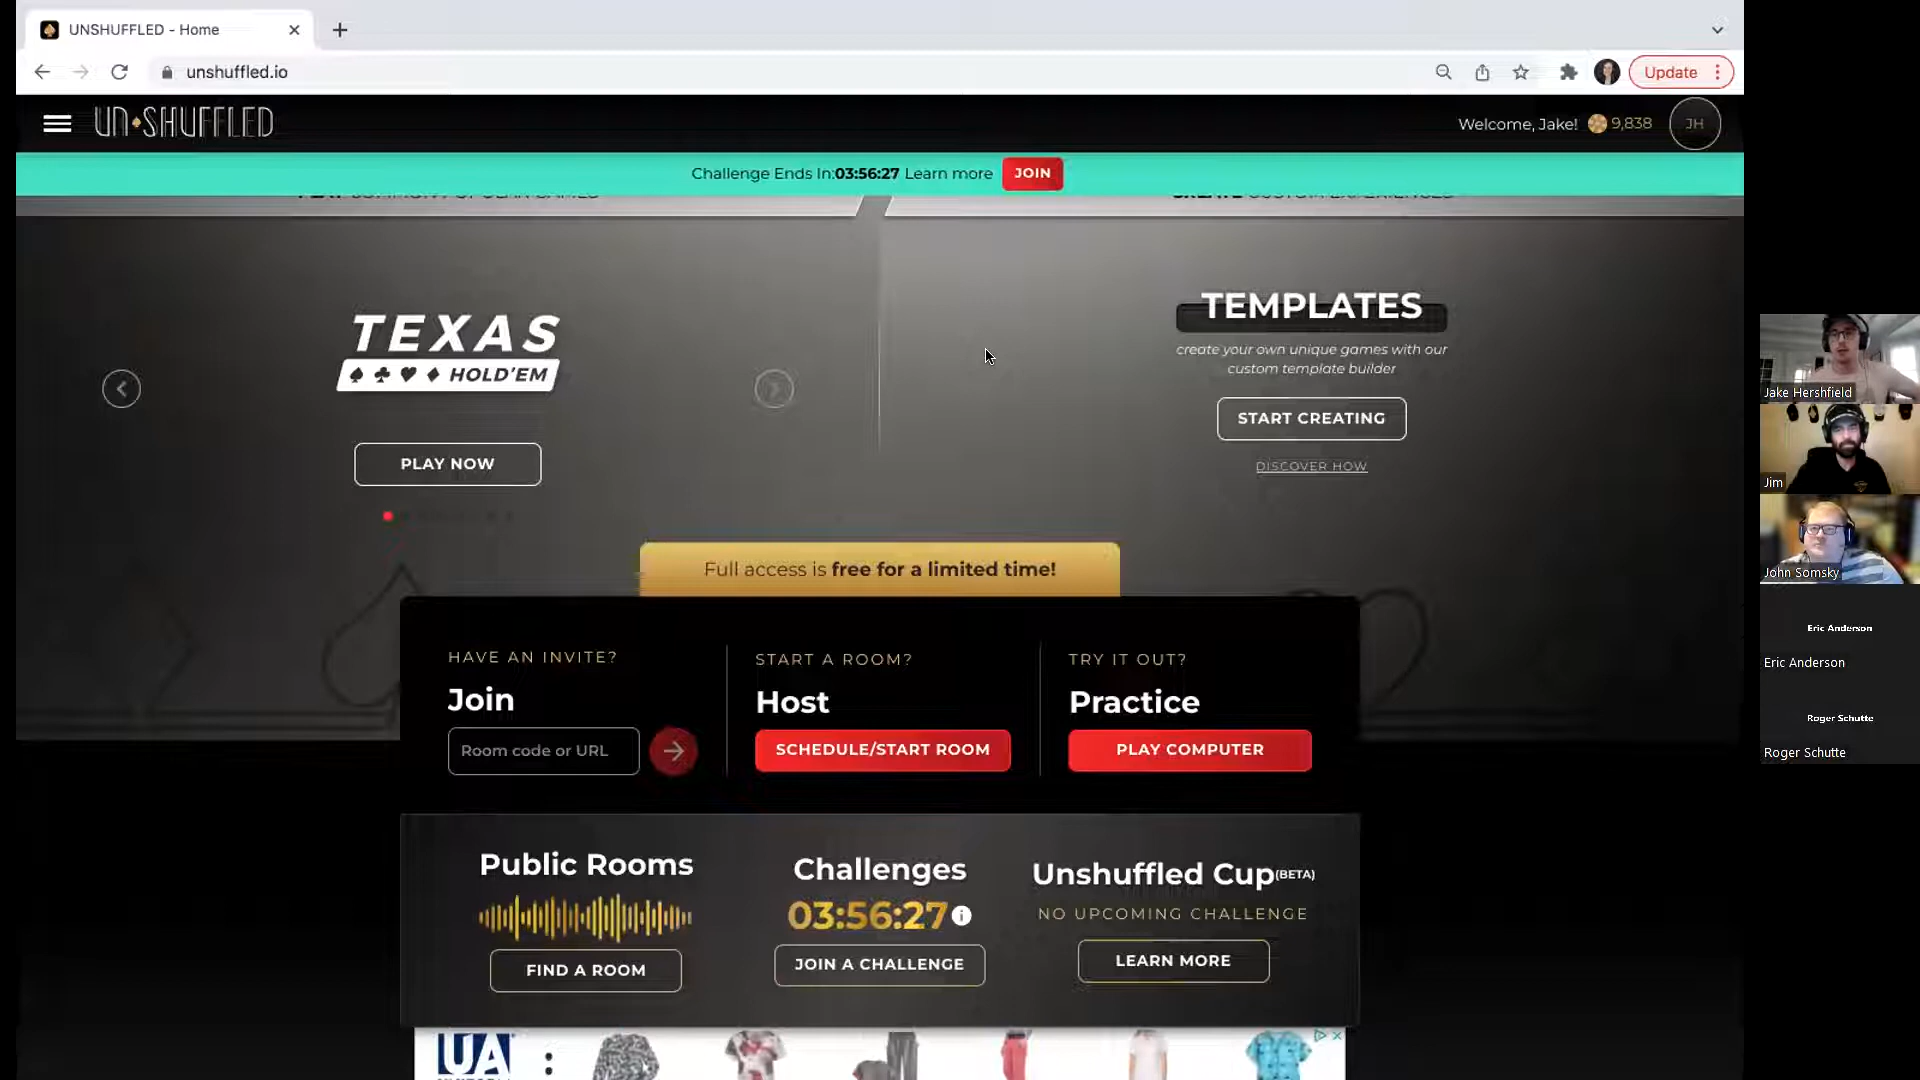 UNSHUFFLED - Home
unshuffled.io
Update
UN SHUFFLED
Welcome, Jake!
9,838
JH
Challenge Ends In:03:56:27 Learn more
JOIN
TEXAS
HOLD'EM
PLAY NOW
TEMPLATES
create your own unique games with our
custom template builder
START CREATING
DISCOVER HOW
Full access is free for a limited time!
HAVE AN INVITE?
Join
Room code or URL
START A ROOM?
Host
SCHEDULE/START ROOM
TRY IT OUT?
Practice
PLAY COMPUTER
Public Rooms
FIND A ROOM
Challenges
03:56:27
JOIN A CHALLENGE
Unshuffled Cup(BETA)
NO UPCOMING CHALLENGE
LEARN MORE
UA
Jake Hershfield
Jim
John Somsky
Eric Anderson
Eric Anderson
Roger Schutte
Roger Schutte